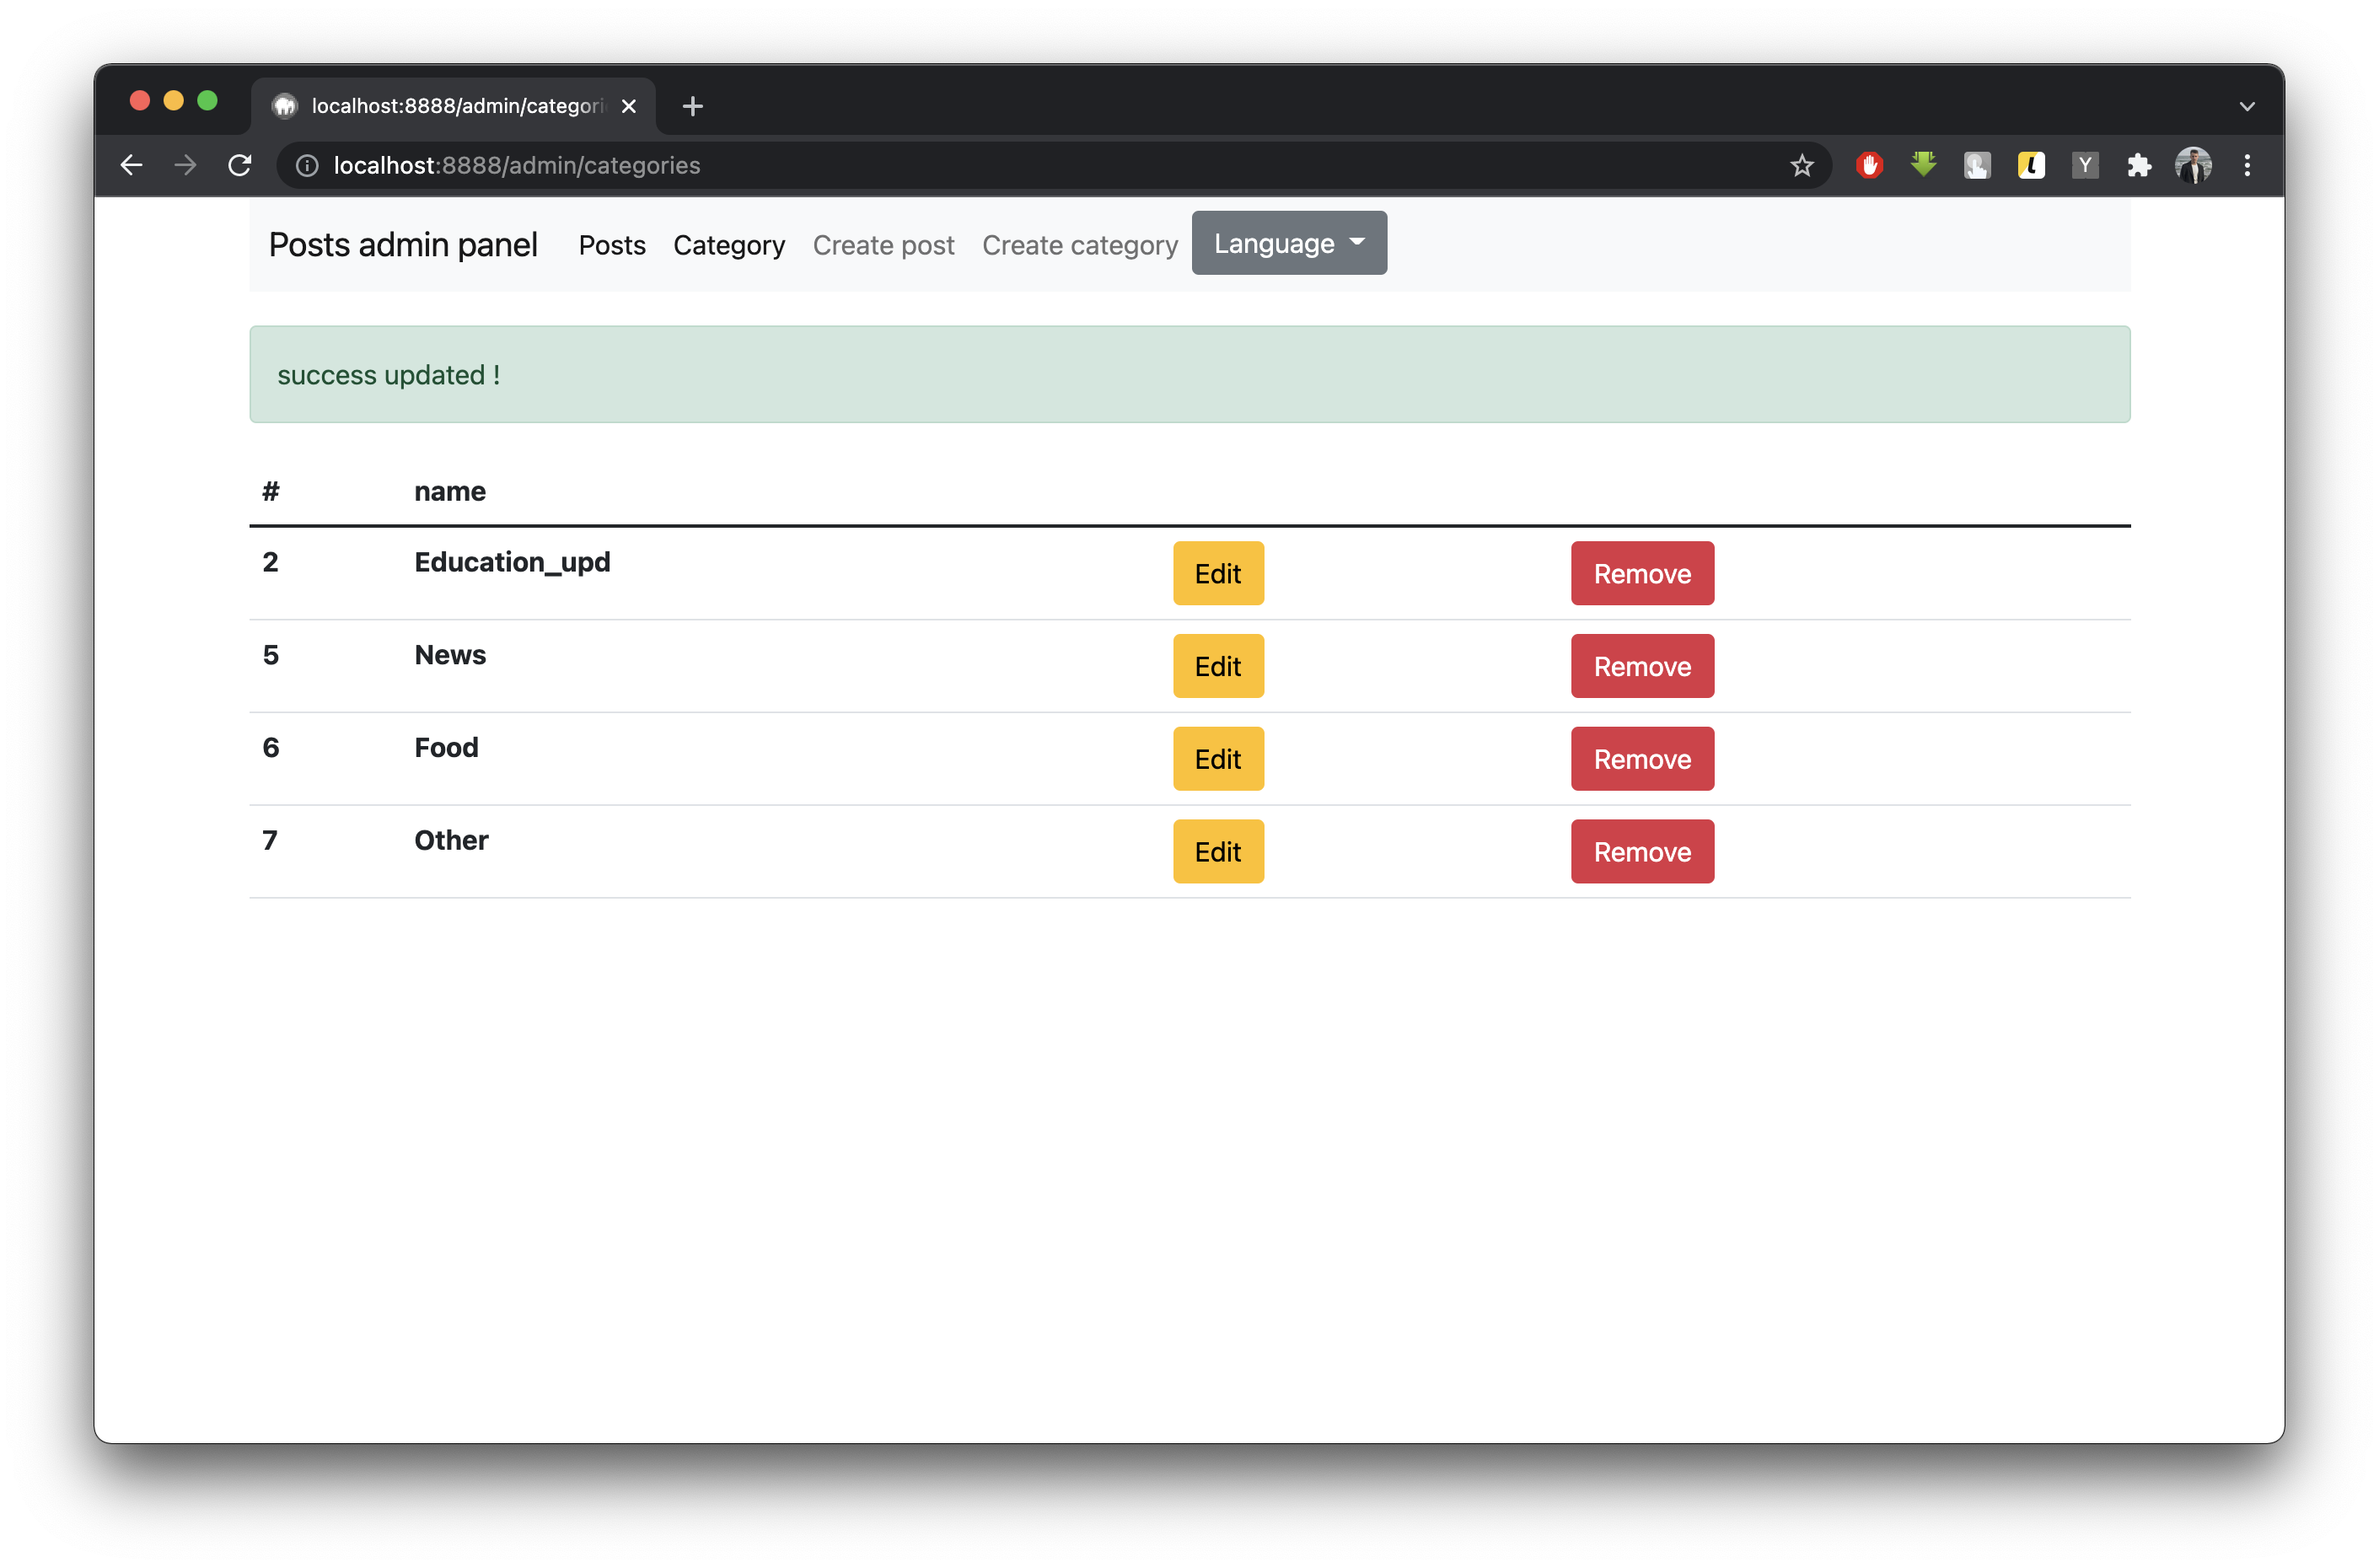 localhost:8888/admin/categori
localhost:8888/admin/categories
Y
Posts admin panel Posts Category Create post Create category Language
success updated !
# name
2 Education_upd Edit Remove
5 News Edit Remove
6 Food Edit Remove
7 Other Edit Remove